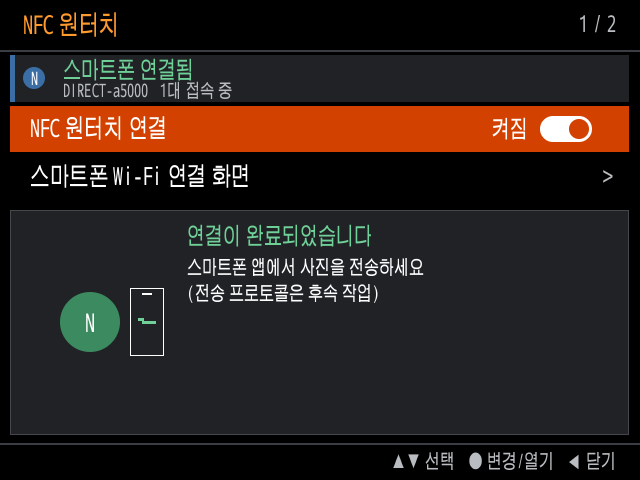 NFC 원터치
1 / 2
N
스마트폰 연결됨
DIRECT-a5000 1대 접속 중
NFC 원터치 연결
켜짐
스마트폰 Wi-Fi 연결 화면
>
연결이 완료되었습니다
스마트폰 앱에서 사진을 전송하세요
(전송 프로토콜은 후속 작업)
N
▲▼ 선택 ● 변경/열기 ◀ 닫기